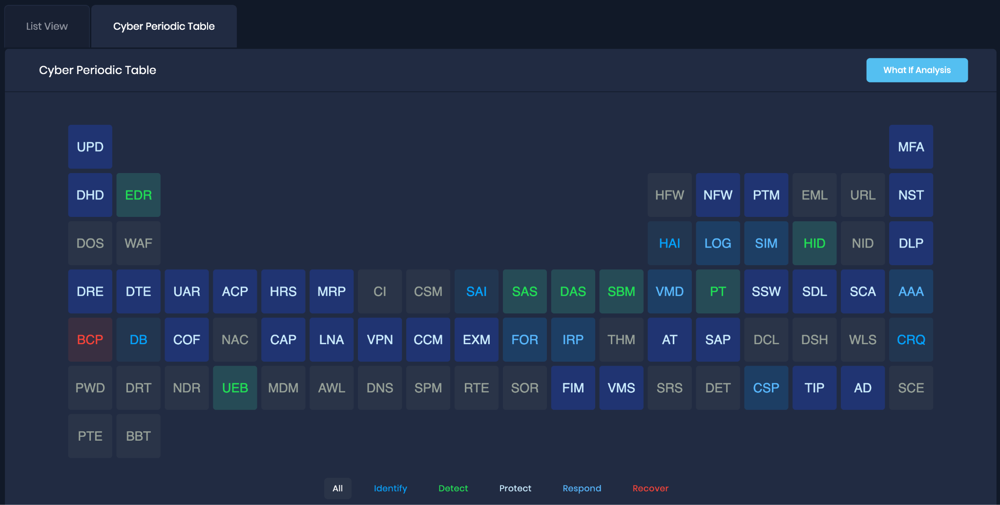 List View Cyber Periodic Table
Cyber Periodic Table What If Analysis
UPD MFA
DHD EDR HFW NFW PTM EML URL NST
DOS WAF HAI LOG SIM HID NID DLP
DRE DTE UAR ACP HRS MRP CI CSM SAI SAS DAS SBM VMD PT SSW SDL SCA AAA
BCP DB COF NAC CAP LNA VPN CCM EXM FOR IRP THM AT SAP DCL DSH WLS CRQ
PWD DRT NDR UEB MDM AWL DNS SPM RTE SOR FIM VMS SRS DET CSP TIP AD SCE
PTE BBT
All Identify Detect Protect Respond Recover